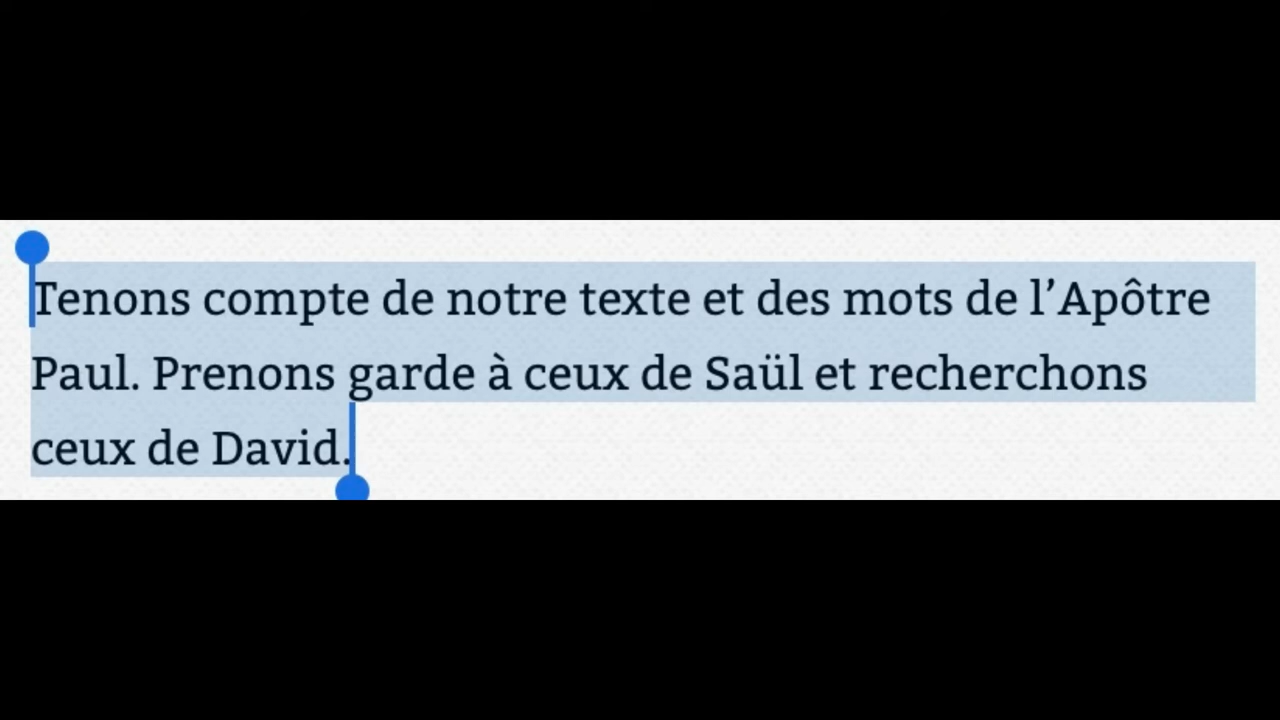 Tenons compte de notre texte et des mots de l’Apôtre
Paul. Prenons garde à ceux de Saül et recherchons
ceux de David.